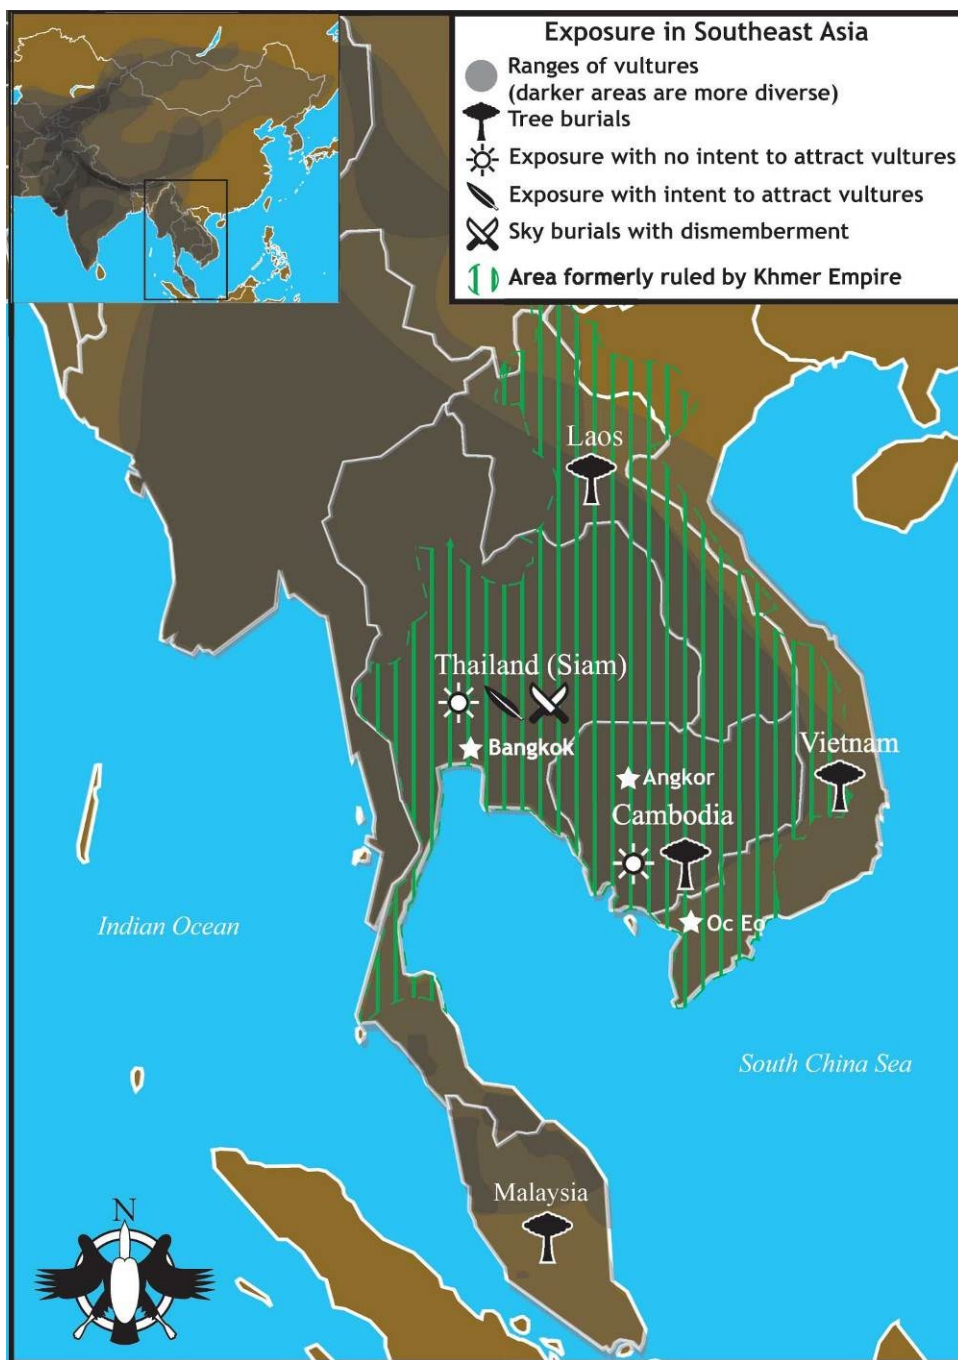 Exposure in Southeast Asia
Ranges of vultures
(darker areas are more diverse)
Tree burials
Exposure with no intent to attract vultures
Exposure with intent to attract vultures
Sky burials with dismemberment
Area formerly ruled by Khmer Empire
Laos
Thailand (Siam)
Bangkok
Vietnam
Angkor
Cambodia
Oc Eo
Indian Ocean
South China Sea
Malaysia
N